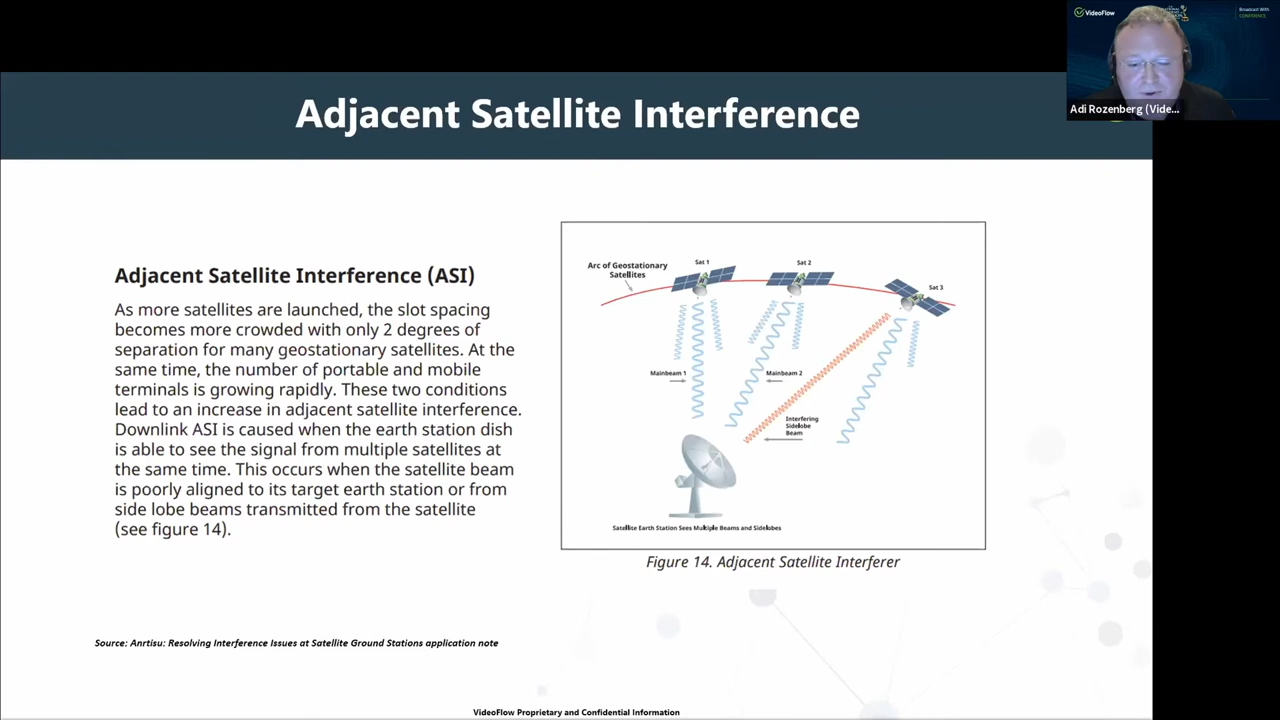 VideoFlow
Broadcast With
CONFIDENCE
Adi Rozenberg (Vide...
Adjacent Satellite Interference
Adjacent Satellite Interference (ASI)
As more satellites are launched, the slot spacing
becomes more crowded with only 2 degrees of
separation for many geostationary satellites. At the
same time, the number of portable and mobile
terminals is growing rapidly. These two conditions
lead to an increase in adjacent satellite interference.
Downlink ASI is caused when the earth station dish
is able to see the signal from multiple satellites at
the same time. This occurs when the satellite beam
is poorly aligned to its target earth station or from
side lobe beams transmitted from the satellite
(see figure 14).
Arc of Geostationary
Satellites
Sat 1
Sat 2
Sat 3
Mainbeam 1
Mainbeam 2
Interfering
Sidelobe
Beam
Satellite Earth Station Sees Multiple Beams and Sidelobes
Figure 14. Adjacent Satellite Interferer
Source: Anrtisu: Resolving Interference Issues at Satellite Ground Stations application note
VideoFlow Proprietary and Confidential Information